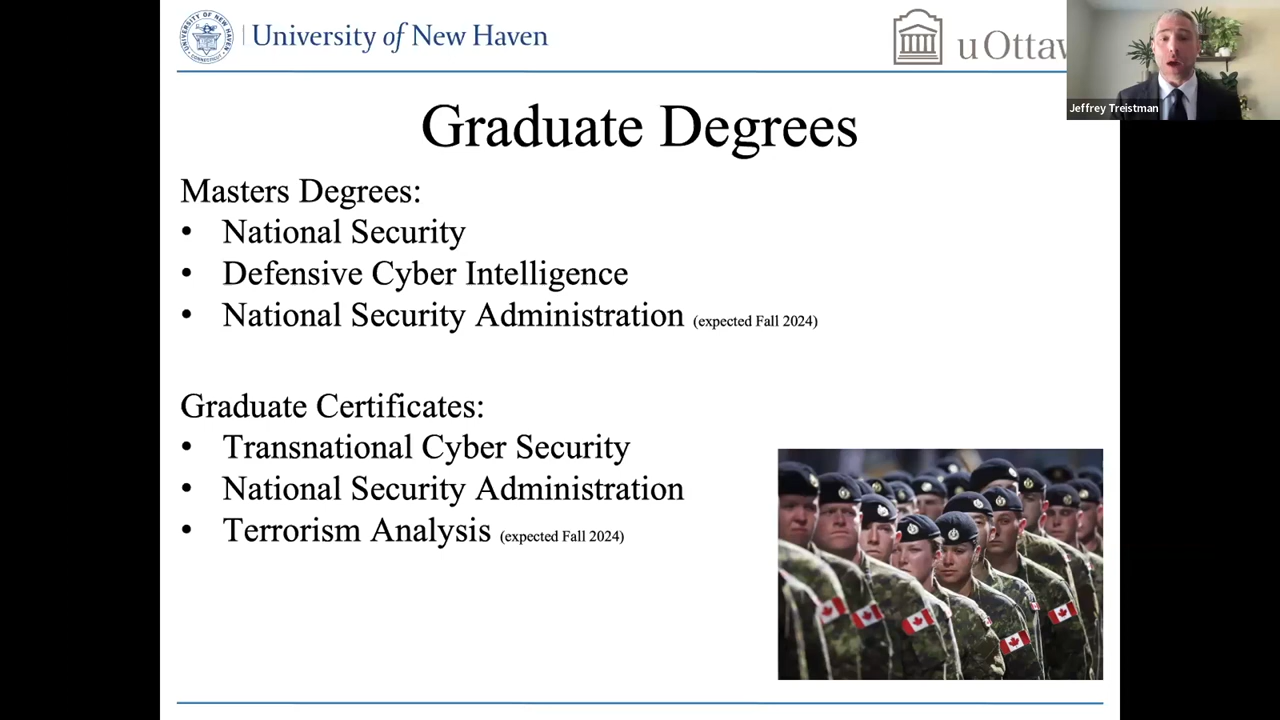 University of New Haven
uOttaw
Jeffrey Treistman
Graduate Degrees
Masters Degrees:
• National Security
• Defensive Cyber Intelligence
• National Security Administration (expected Fall 2024)
Graduate Certificates:
• Transnational Cyber Security
• National Security Administration
• Terrorism Analysis (expected Fall 2024)